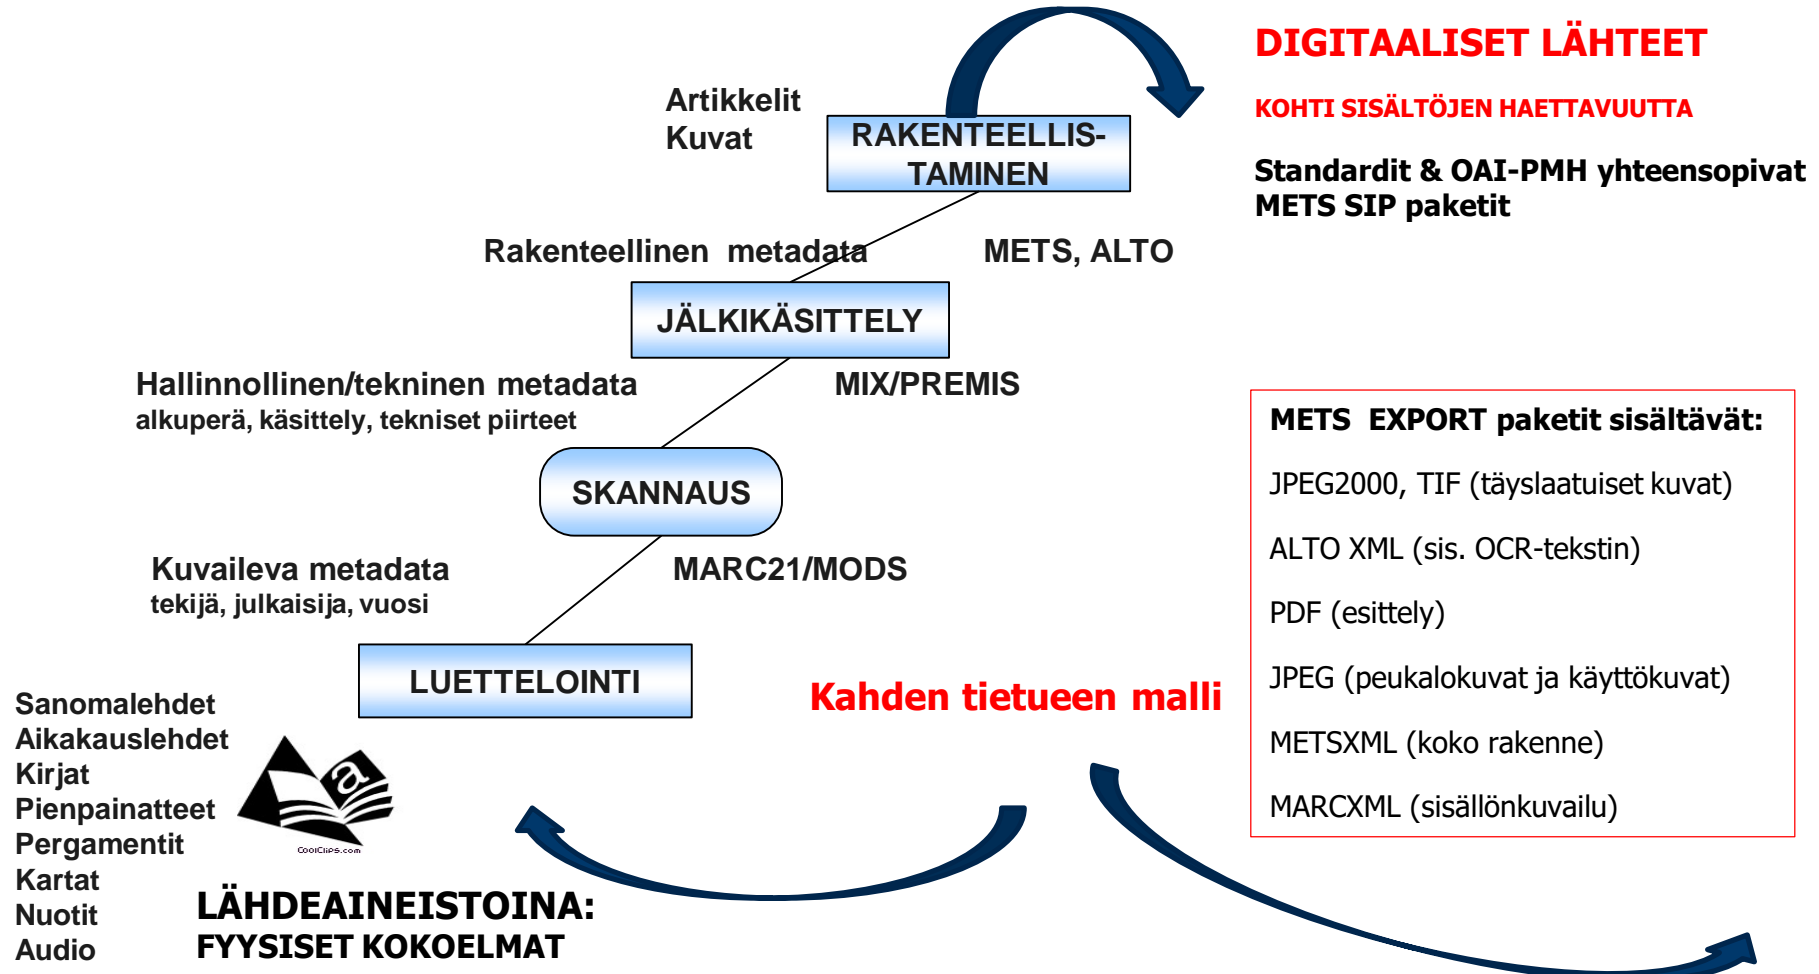 DIGITAALISET LÄHTEET
KOHTI SISÄLTÖJEN HAETTAVUUTTA
Standardit & OAI-PMH yhteensopivat
METS SIP paketit
Artikkelit
Kuvat
RAKENTEELLIS-
TAMINEN
Rakenteellinen metadata
METS, ALTO
JÄLKIKÄSITTELY
Hallinnollinen/tekninen metadata
alkuperä, käsittely, tekniset piirteet
MIX/PREMIS
SKANNAUS
Kuvaileva metadata
tekijä, julkaisija, vuosi
MARC21/MODS
LUETTELOINTI
Kahden tietueen malli
METS EXPORT paketit sisältävät:
JPEG2000, TIF (täyslaatuiset kuvat)
ALTO XML (sis. OCR-tekstin)
PDF (esittely)
JPEG (peukalokuvat ja käyttökuvat)
METSXML (koko rakenne)
MARCXML (sisällönkuvailu)
Sanomalehdet
Aikakauslehdet
Kirjat
Pienpainatteet
Pergamentit
Kartat
Nuotit
Audio
a
CoolClips.com
LÄHDEAINEISTOINA:
FYYSISET KOKOELMAT